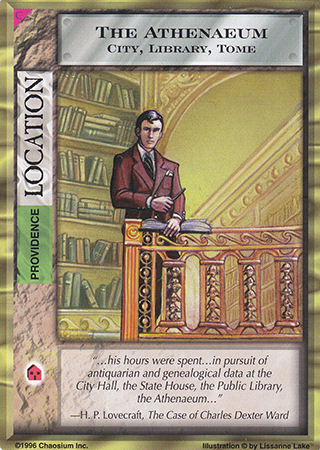 C
THE ATHENAEUM
CITY, LIBRARY, TOME
LOCATION
PROVIDENCE
“...his hours were spent...in pursuit of
antiquarian and genealogical data at the
City Hall, the State House, the Public Library,
the Athenaeum...”
—H. P. Lovecraft, The Case of Charles Dexter Ward
©1996 Chaosium Inc.
Illustration © by Lissanne Lake